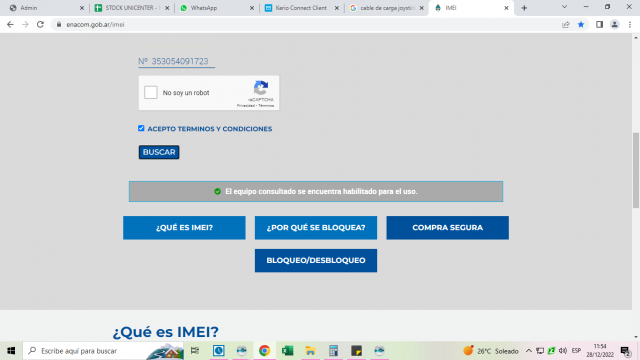 Admin
STOCK UNICENTER -
WhatsApp
Kerio Connect Client
cable de carga joystic
IMEI
enacom.gob.ar/imei
Nº 353054091723
No soy un robot
reCAPTCHA
Privacidad - Términos
ACEPTO TERMINOS Y CONDICIONES
BUSCAR
El equipo consultado se encuentra habilitado para el uso.
¿QUÉ ES IMEI?
¿POR QUÉ SE BLOQUEA?
COMPRA SEGURA
BLOQUEO/DESBLOQUEO
¿Qué es IMEI?
Escribe aquí para buscar
26°C Soleado
ESP
11:54
28/12/2022